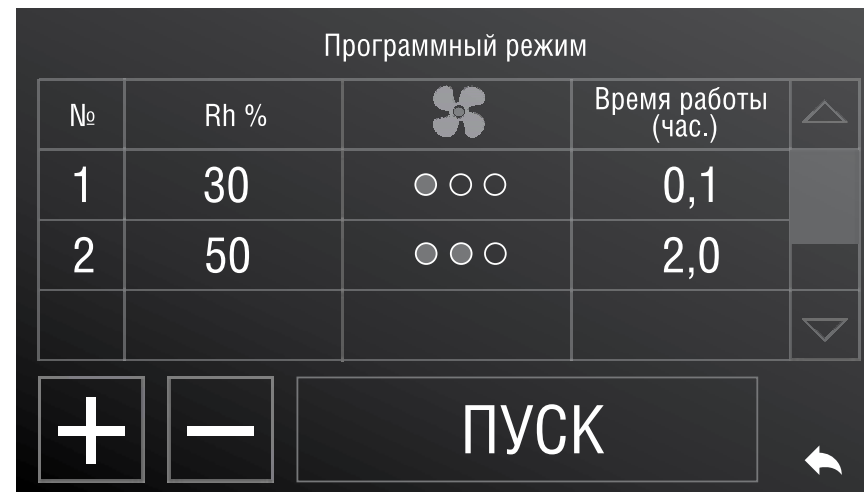 Программный режим
№ Rh % Время работы
(час.)
1 30 0,1
2 50 2,0
ПУСК